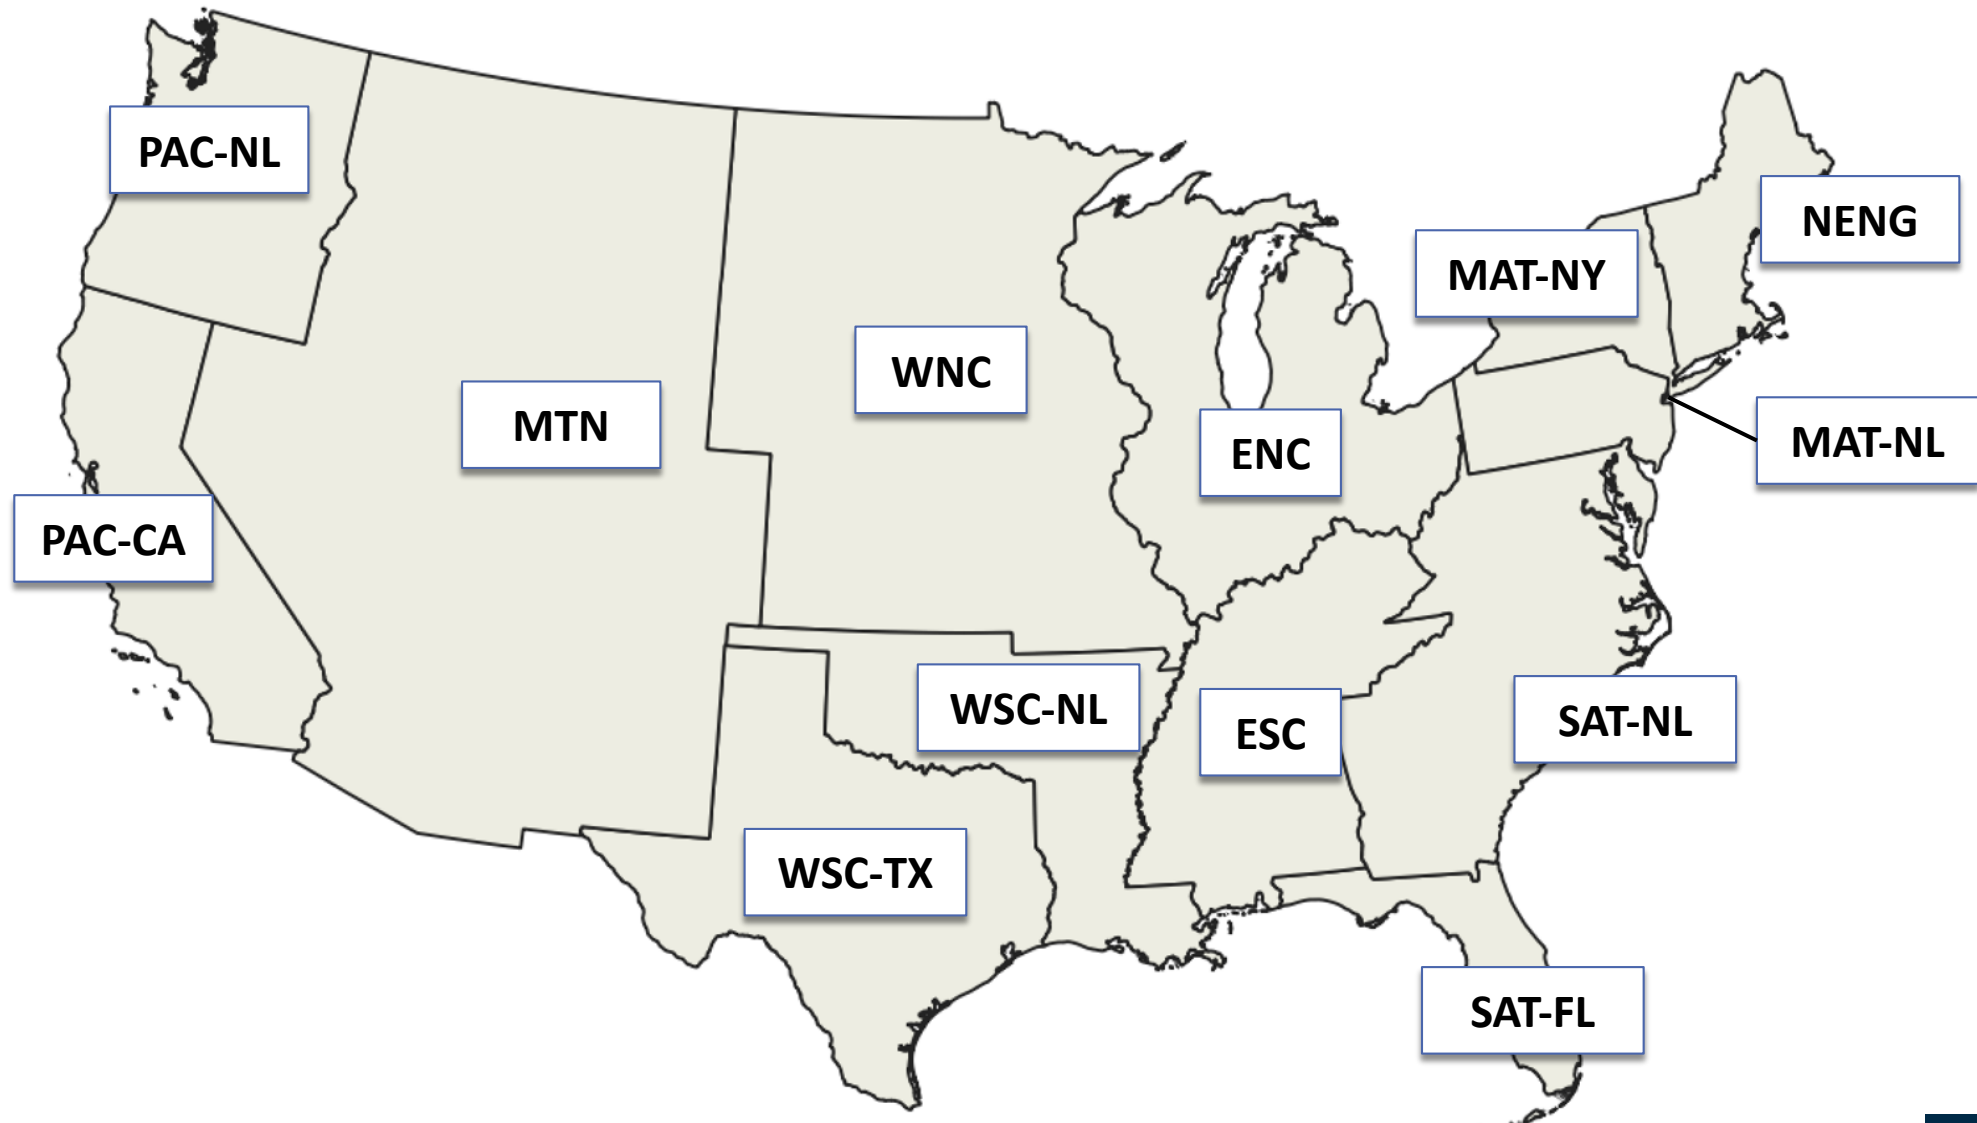 PAC-NL
NENG
MAT-NY
WNC
MTN
ENC
MAT-NL
PAC-CA
WSC-NL
ESC
SAT-NL
WSC-TX
SAT-FL